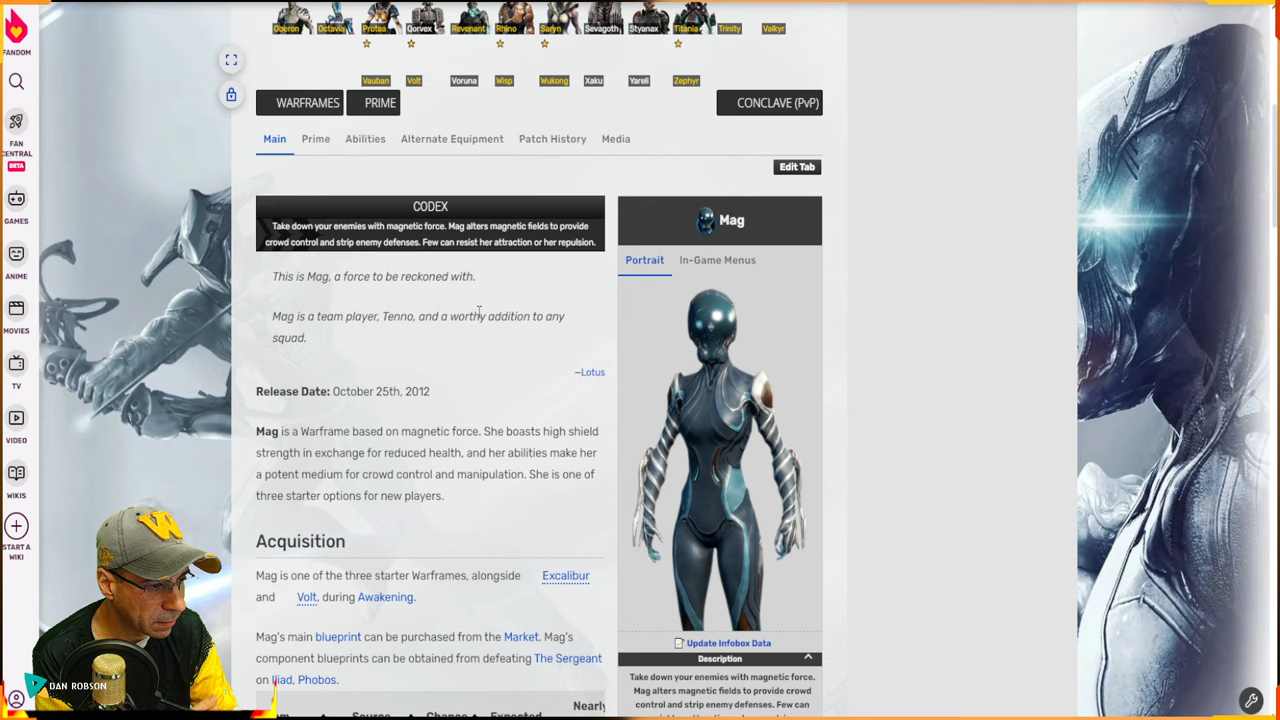 Oberon Octavia Protea Qorvex Revenant Rhino Saryn Sevagoth Styanax Titania Trinity Valkyr
Vauban Volt Voruna Wisp Wukong Xaku Yareli Zephyr
FANDOM
FAN
CENTRAL
BETA
GAMES
ANIME
MOVIES
TV
VIDEO
WIKIS
START A
WIKI
WARFRAMES PRIME CONCLAVE (PvP)
Main Prime Abilities Alternate Equipment Patch History Media
Edit Tab
CODEX
Take down your enemies with magnetic force. Mag alters magnetic fields to provide
crowd control and strip enemy defenses. Few can resist her attraction or her repulsion.
This is Mag, a force to be reckoned with.
Mag is a team player, Tenno, and a worthy addition to any
squad.
–Lotus
Release Date: October 25th, 2012
Mag is a Warframe based on magnetic force. She boasts high shield
strength in exchange for reduced health, and her abilities make her
a potent medium for crowd control and manipulation. She is one of
three starter options for new players.
Acquisition
Mag is one of the three starter Warframes, alongside Excalibur
and Volt, during Awakening.
Mag's main blueprint can be purchased from the Market. Mag's
component blueprints can be obtained from defeating The Sergeant
on Iliad, Phobos.
Source Chance Expected Nearly
Mag
Portrait In-Game Menus
Update Infobox Data
Description
Take down your enemies with magnetic force.
Mag alters magnetic fields to provide crowd
control and strip enemy defenses. Few can
W
DAN ROBSON